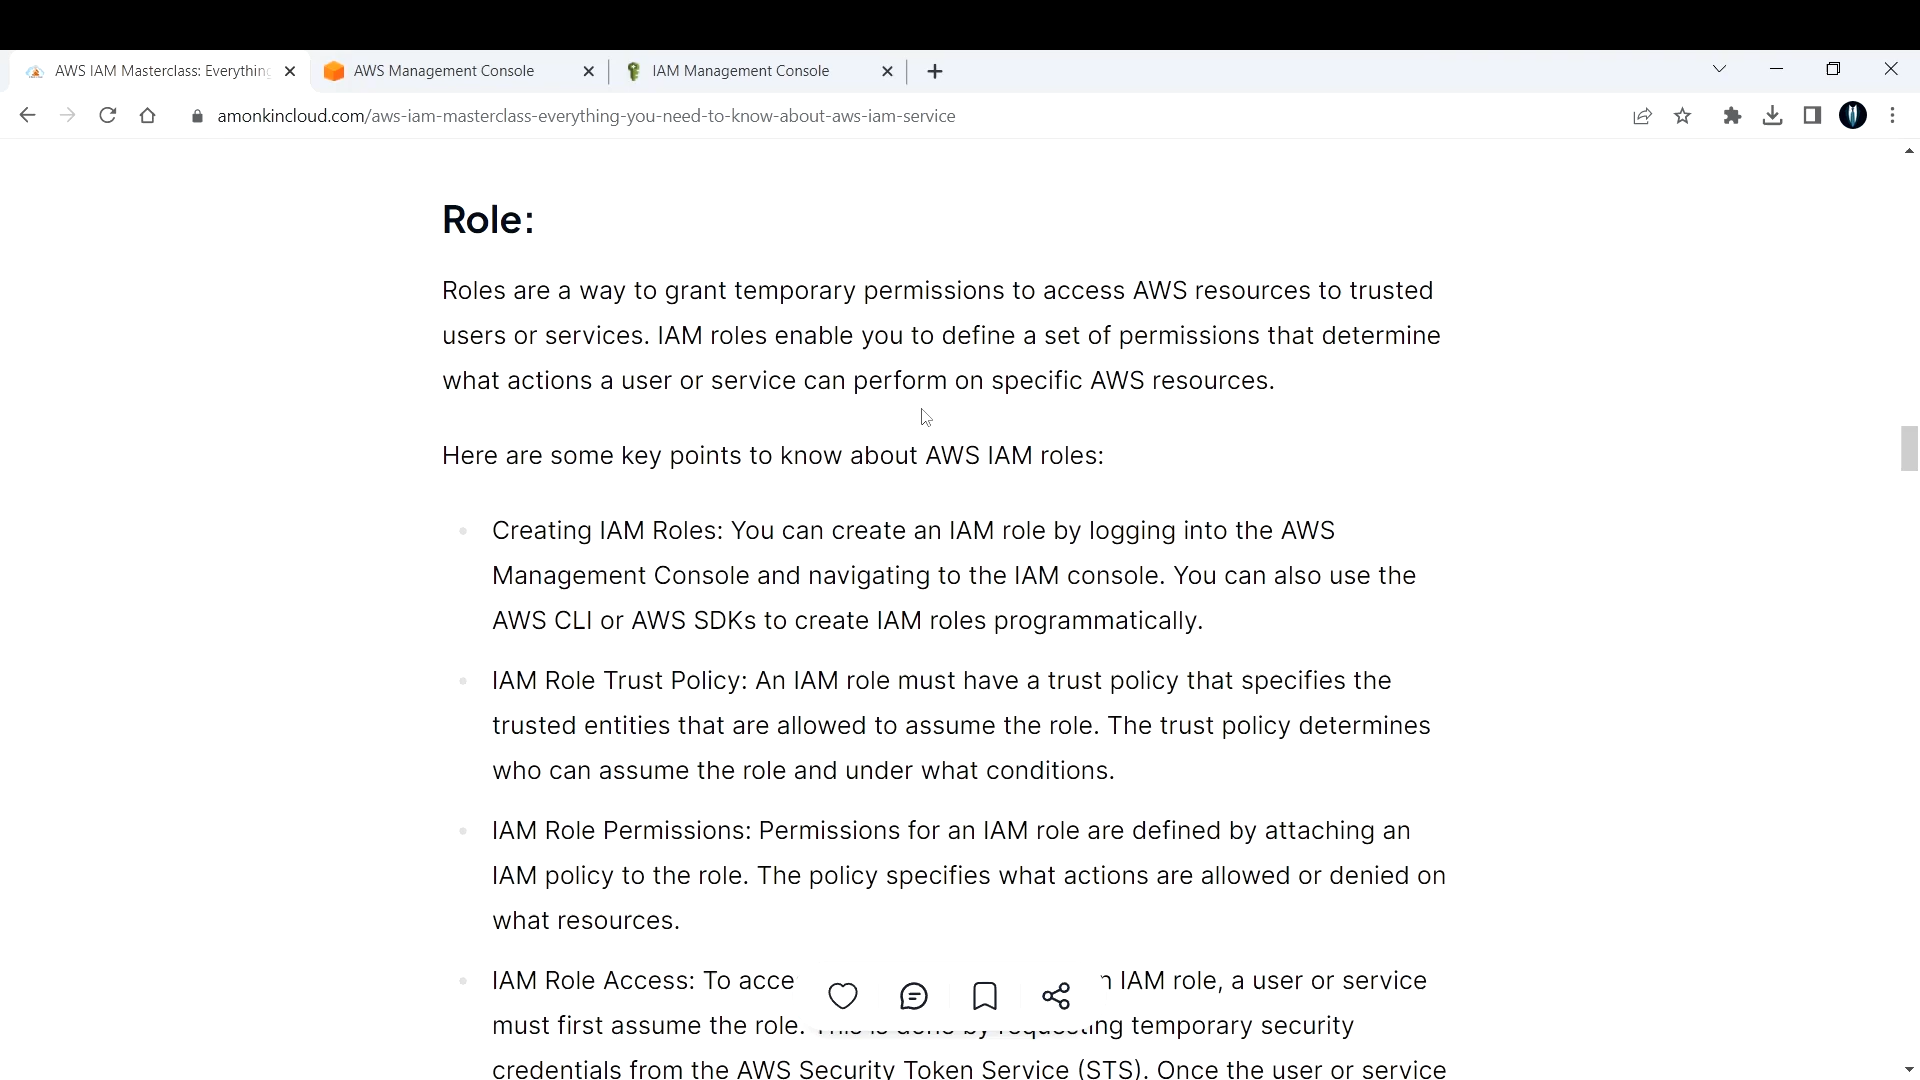 AWS IAM Masterclass: Everything
AWS Management Console
IAM Management Console
amonkincloud.com/aws-iam-masterclass-everything-you-need-to-know-about-aws-iam-service
Role:
Roles are a way to grant temporary permissions to access AWS resources to trusted
users or services. IAM roles enable you to define a set of permissions that determine
what actions a user or service can perform on specific AWS resources.
Here are some key points to know about AWS IAM roles:
Creating IAM Roles: You can create an IAM role by logging into the AWS
Management Console and navigating to the IAM console. You can also use the
AWS CLI or AWS SDKs to create IAM roles programmatically.
IAM Role Trust Policy: An IAM role must have a trust policy that specifies the
trusted entities that are allowed to assume the role. The trust policy determines
who can assume the role and under what conditions.
IAM Role Permissions: Permissions for an IAM role are defined by attaching an
IAM policy to the role. The policy specifies what actions are allowed or denied on
what resources.
IAM Role Access: To acce IAM role, a user or service
must first assume the role. This is done by requesting temporary security
credentials from the AWS Security Token Service (STS). Once the user or service